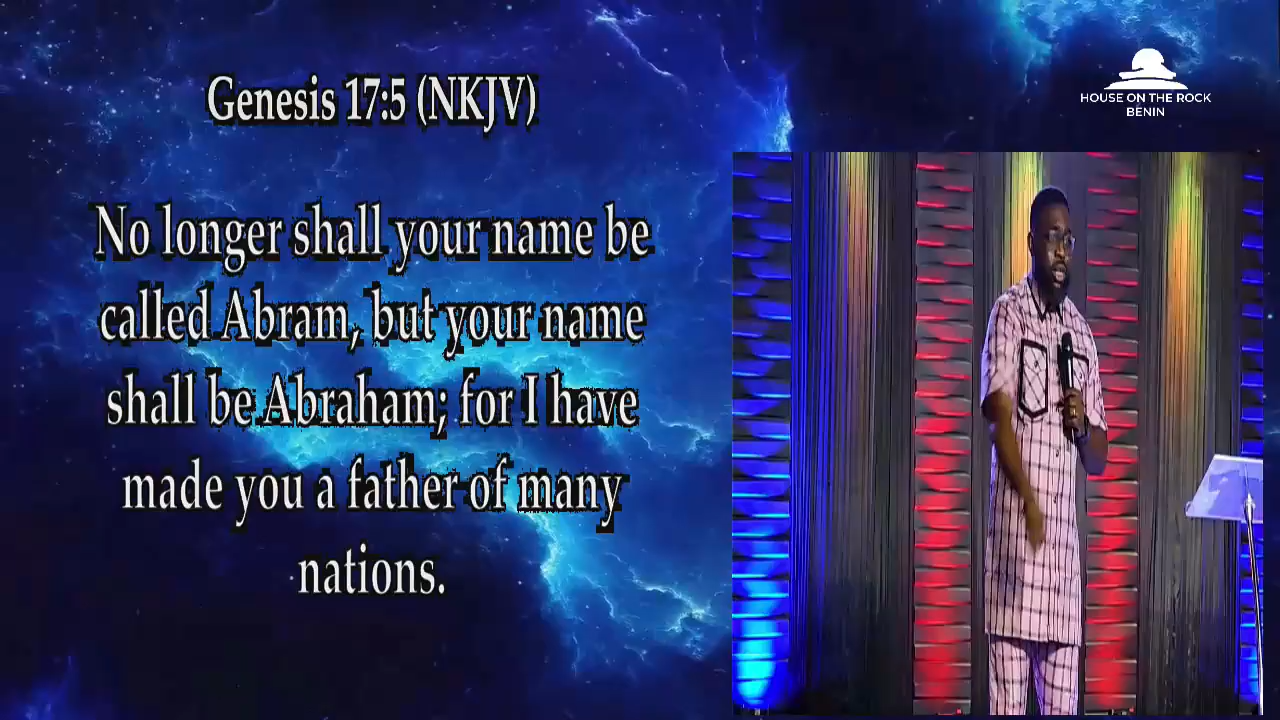 Genesis 17:5 (NKJV)
No longer shall your name be
called Abram, but your name
shall be Abraham; for I have
made you a father of many
nations.
HOUSE ON THE ROCK
BENIN